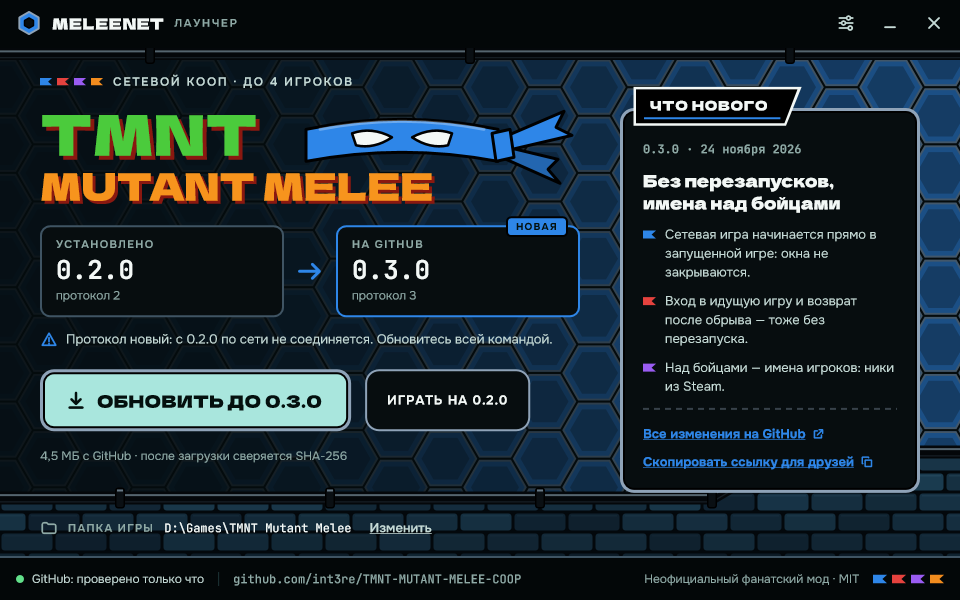 MELEENET ЛАУНЧЕР
СЕТЕВОЙ КООП · ДО 4 ИГРОКОВ
TMNT
MUTANT MELEE
УСТАНОВЛЕНО
0.2.0
протокол 2
НОВАЯ
НА GITHUB
0.3.0
протокол 3
Протокол новый: с 0.2.0 по сети не соединяется. Обновитесь всей командой.
ОБНОВИТЬ ДО 0.3.0
ИГРАТЬ НА 0.2.0
4,5 МБ с GitHub · после загрузки сверяется SHA-256
ЧТО НОВОГО
0.3.0 · 24 ноября 2026
Без перезапусков,
имена над бойцами
Сетевая игра начинается прямо в
запущенной игре: окна не
закрываются.
Вход в идущую игру и возврат
после обрыва — тоже без
перезапуска.
Над бойцами — имена игроков: ники
из Steam.
Все изменения на GitHub
Скопировать ссылку для друзей
ПАПКА ИГРЫ D:\Games\TMNT Mutant Melee Изменить
GitHub: проверено только что
github.com/int3re/TMNT-MUTANT-MELEE-COOP
Неофициальный фанатский мод · MIT